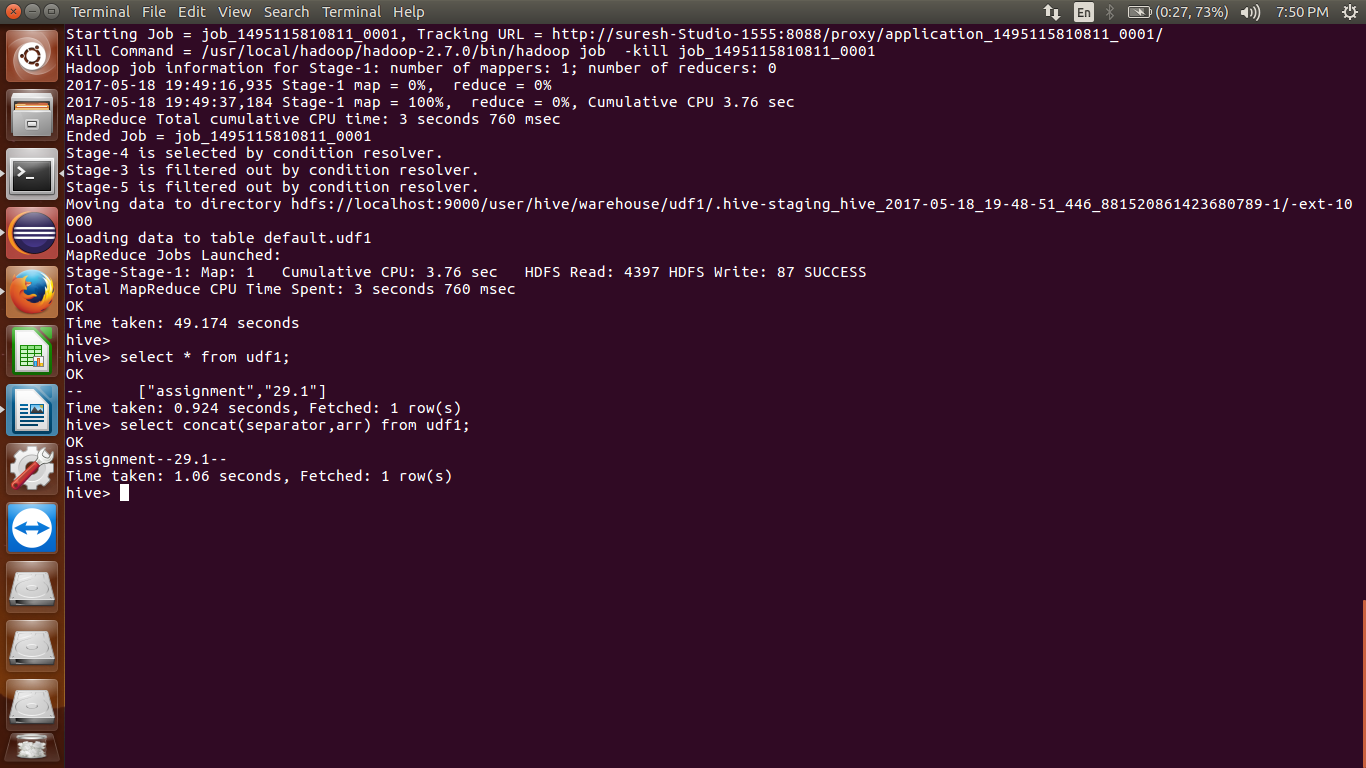 Terminal File Edit View Search Terminal Help En (0:27, 73%) 7:50 PM
Starting Job = job_1495115810811_0001, Tracking URL = http://suresh-Studio-1555:8088/proxy/application_1495115810811_0001/
Kill Command = /usr/local/hadoop/hadoop-2.7.0/bin/hadoop job  -kill job_1495115810811_0001
Hadoop job information for Stage-1: number of mappers: 1; number of reducers: 0
2017-05-18 19:49:16,935 Stage-1 map = 0%,  reduce = 0%
2017-05-18 19:49:37,184 Stage-1 map = 100%,  reduce = 0%, Cumulative CPU 3.76 sec
MapReduce Total cumulative CPU time: 3 seconds 760 msec
Ended Job = job_1495115810811_0001
Stage-4 is selected by condition resolver.
Stage-3 is filtered out by condition resolver.
Stage-5 is filtered out by condition resolver.
Moving data to directory hdfs://localhost:9000/user/hive/warehouse/udf1/.hive-staging_hive_2017-05-18_19-48-51_446_881520861423680789-1/-ext-10
000
Loading data to table default.udf1
MapReduce Jobs Launched:
Stage-Stage-1: Map: 1   Cumulative CPU: 3.76 sec   HDFS Read: 4397 HDFS Write: 87 SUCCESS
Total MapReduce CPU Time Spent: 3 seconds 760 msec
OK
Time taken: 49.174 seconds
hive>
hive> select * from udf1;
OK
--      ["assignment","29.1"]
Time taken: 0.924 seconds, Fetched: 1 row(s)
hive> select concat(separator,arr) from udf1;
OK
assignment--29.1--
Time taken: 1.06 seconds, Fetched: 1 row(s)
hive>